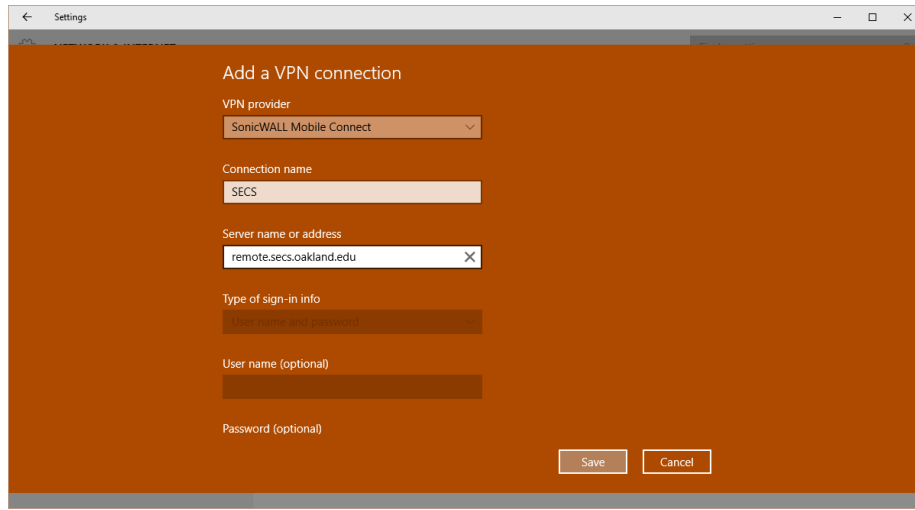 Settings
Add a VPN connection
VPN provider
SonicWALL Mobile Connect
Connection name
SECS
Server name or address
remote.secs.oakland.edu
Type of sign-in info
User name and password
User name (optional)
Password (optional)
Save
Cancel